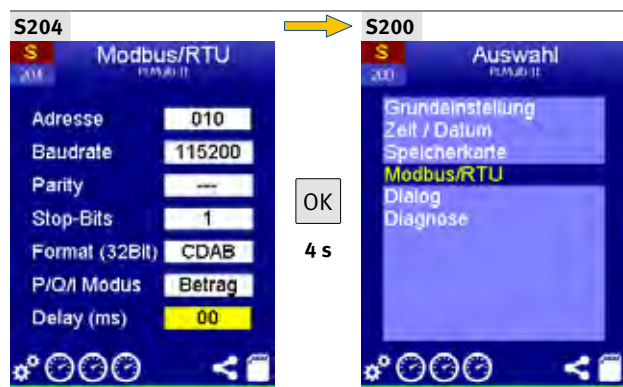 S204
S
204
Modbus/RTU
PLMulti-II
Adresse 010
Baudrate 115200
Parity ---
Stop-Bits 1
Format (32Bit) CDAB
P/Q/I Modus Betrag
Delay (ms) 00
OK
4 s
S200
S
200
Auswahl
PLMulti-II
Grundeinstellung
Zeit / Datum
Speicherkarte
Modbus/RTU
Dialog
Diagnose